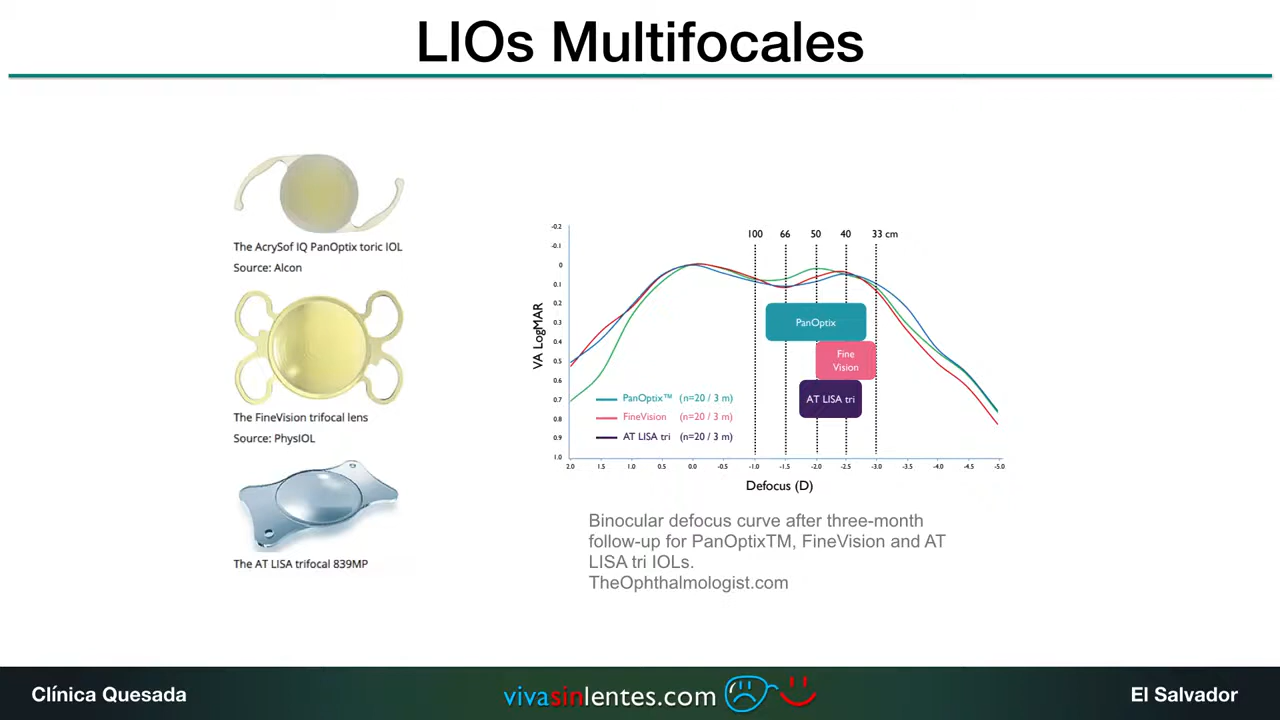 LIOs Multifocales
The AcrySof IQ PanOptix toric IOL
Source: Alcon
The FineVision trifocal lens
Source: PhysIOL
The AT LISA trifocal 839MP
-0.2
-0.1
0
0.1
0.2
0.3
0.4
0.5
0.6
0.7
0.8
0.9
1.0
VA LogMAR
100 66 50 40 33 cm
PanOptix
Fine
Vision
AT LISA tri
PanOptix™ (n=20 / 3 m)
FineVision (n=20 / 3 m)
AT LISA tri (n=20 / 3 m)
2.0 1.5 1.0 0.5 0.0 -0.5 -1.0 -1.5 -2.0 -2.5 -3.0 -3.5 -4.0 -4.5 -5.0
Defocus (D)
Binocular defocus curve after three-month
follow-up for PanOptixTM, FineVision and AT
LISA tri IOLs.
TheOphthalmologist.com
Clínica Quesada
vivasinlentes.com
El Salvador